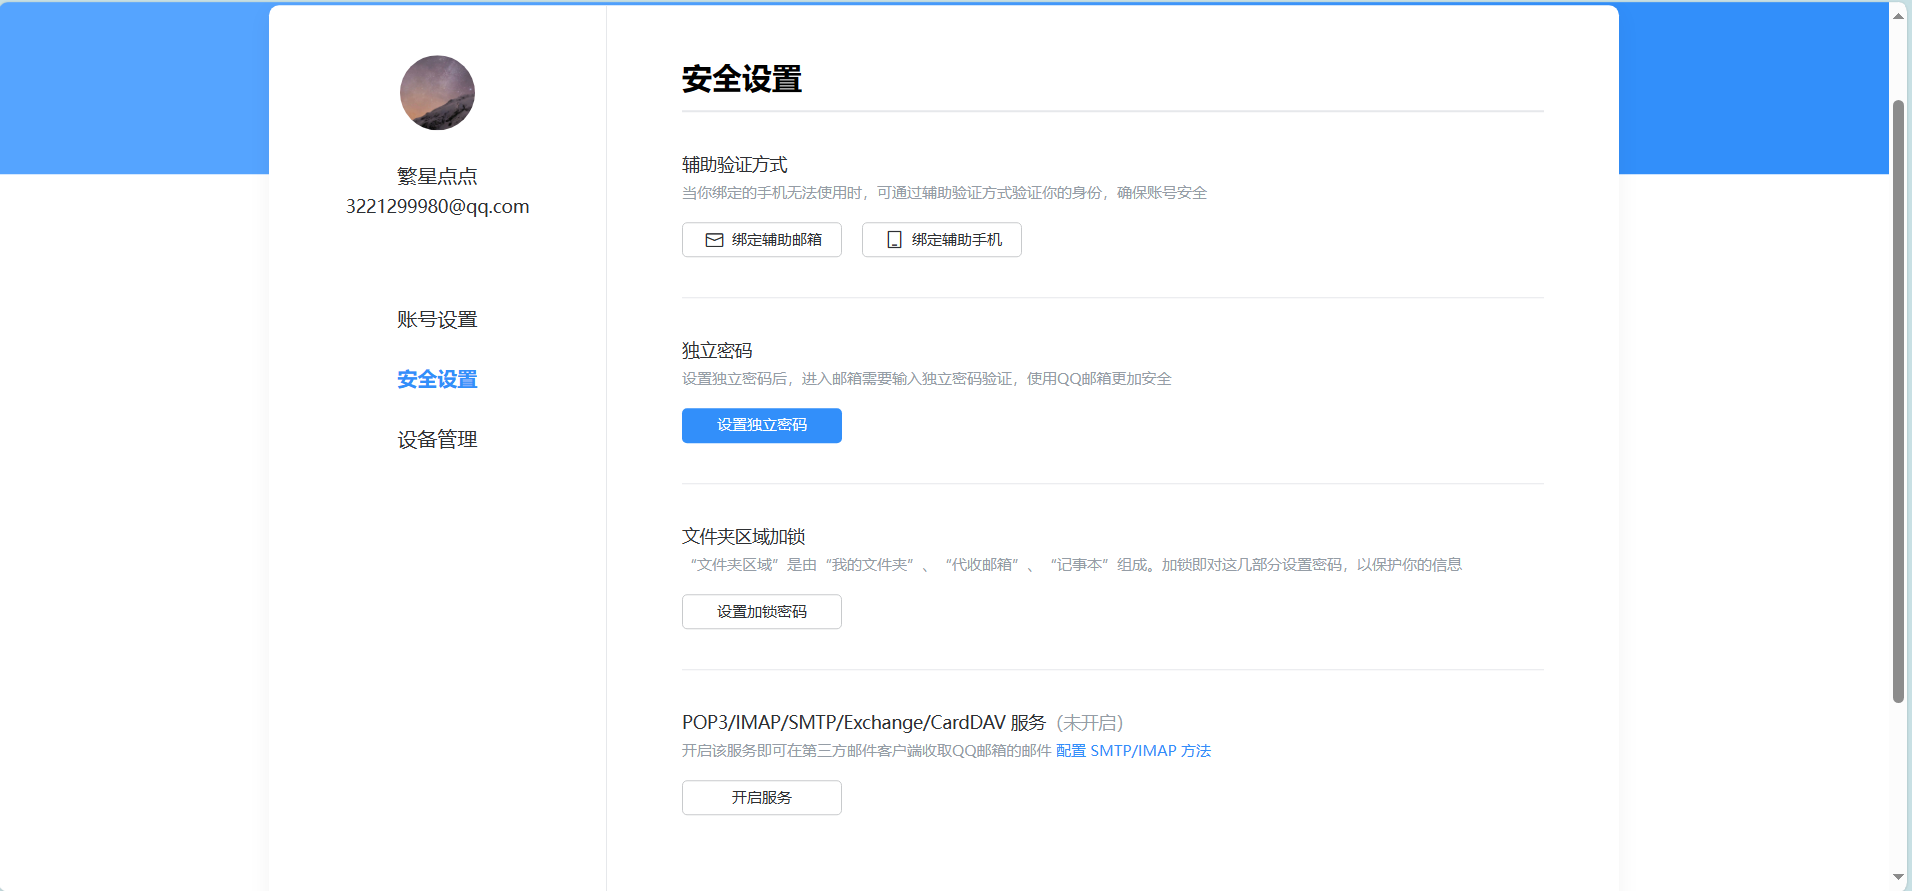 繁星点点
3221299980@qq.com
账号设置
安全设置
设备管理
安全设置
辅助验证方式
当你绑定的手机无法使用时，可通过辅助验证方式验证你的身份，确保账号安全
绑定辅助邮箱 绑定辅助手机
独立密码
设置独立密码后，进入邮箱需要输入独立密码验证，使用QQ邮箱更加安全
设置独立密码
文件夹区域加锁
“文件夹区域”是由“我的文件夹”、“代收邮箱”、“记事本”组成。加锁即对这几部分设置密码，以保护你的信息
设置加锁密码
POP3/IMAP/SMTP/Exchange/CardDAV 服务（未开启）
开启该服务即可在第三方邮件客户端收取QQ邮箱的邮件 配置 SMTP/IMAP 方法
开启服务